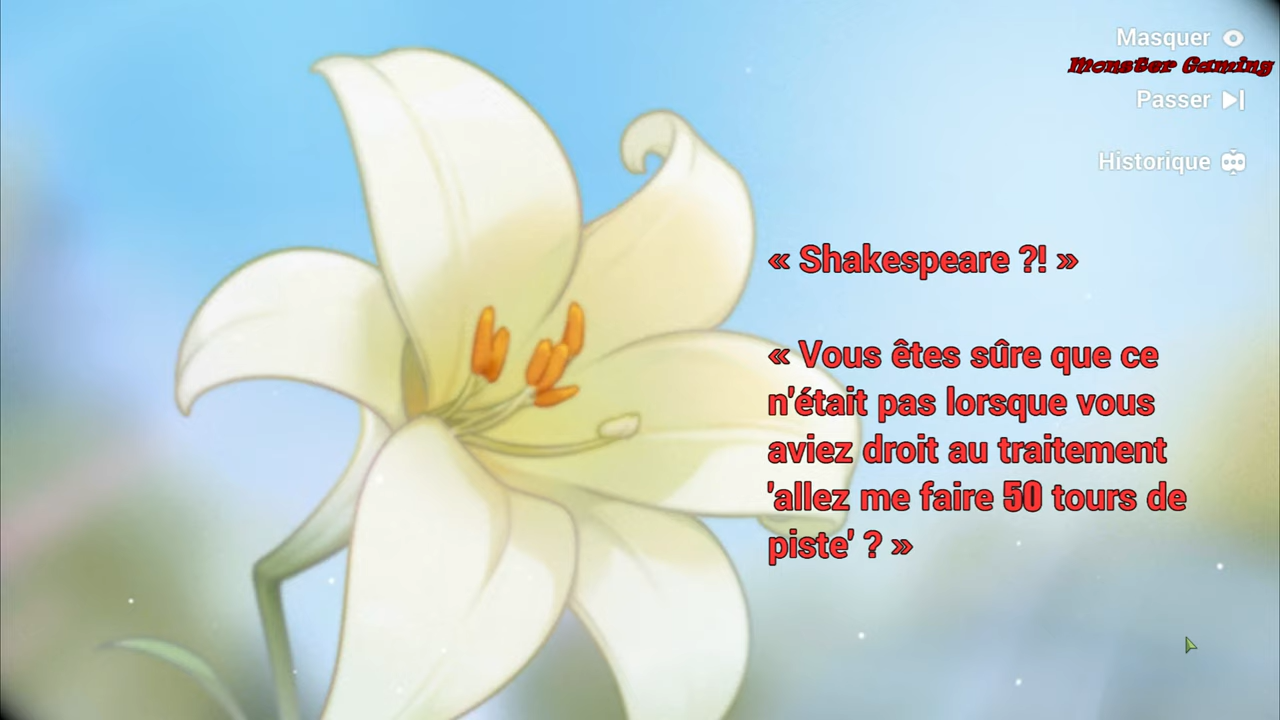 Masquer
Monster Gaming
Passer
Historique
« Shakespeare ?! »
« Vous êtes sûre que ce
n'était pas lorsque vous
aviez droit au traitement
'allez me faire 50 tours de
piste' ? »